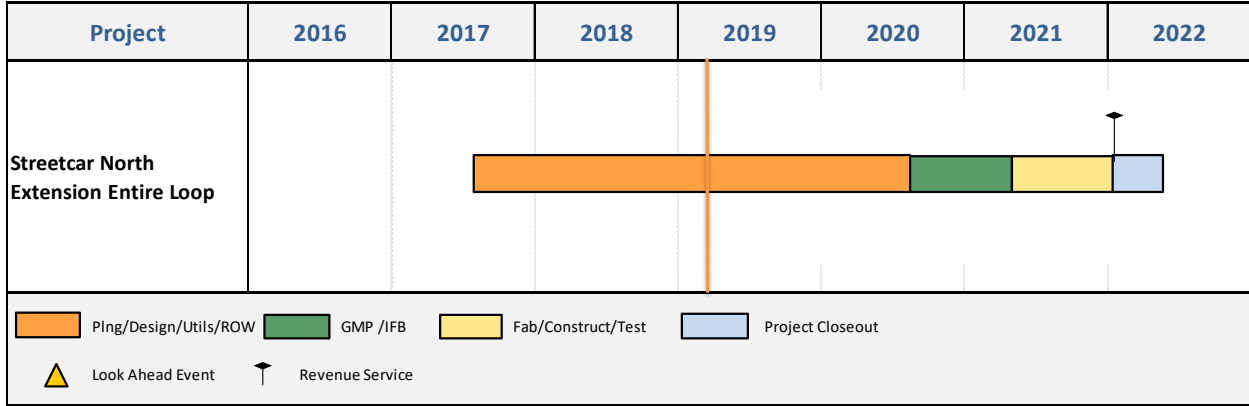 Project 2016 2017 2018 2019 2020 2021 2022
Streetcar North
Extension Entire Loop
Plng/Design/Utils/ROW GMP /IFB Fab/Construct/Test Project Closeout
Look Ahead Event Revenue Service